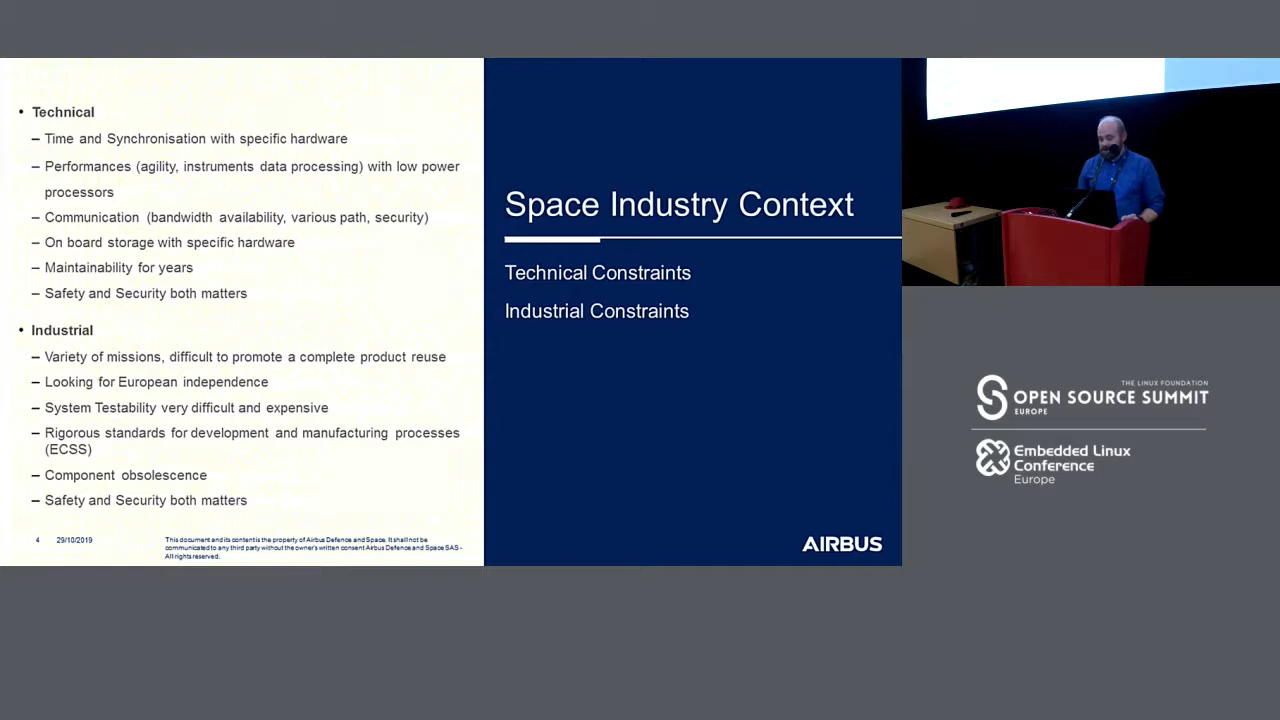 • Technical
– Time and Synchronisation with specific hardware
– Performances (agility, instruments data processing) with low power
processors
– Communication (bandwidth availability, various path, security)
– On board storage with specific hardware
– Maintainability for years
– Safety and Security both matters
• Industrial
– Variety of missions, difficult to promote a complete product reuse
– Looking for European independence
– System Testability very difficult and expensive
– Rigorous standards for development and manufacturing processes
(ECSS)
– Component obsolescence
– Safety and Security both matters
4 29/10/2019
This document and its content is the property of Airbus Defence and Space. It shall not be
communicated to any third party without the owner's written consent Airbus Defence and Space SAS -
All rights reserved.
Space Industry Context
Technical Constraints
Industrial Constraints
AIRBUS
THE LINUX FOUNDATION
OPEN SOURCE SUMMIT
EUROPE
Embedded Linux
Conference
Europe